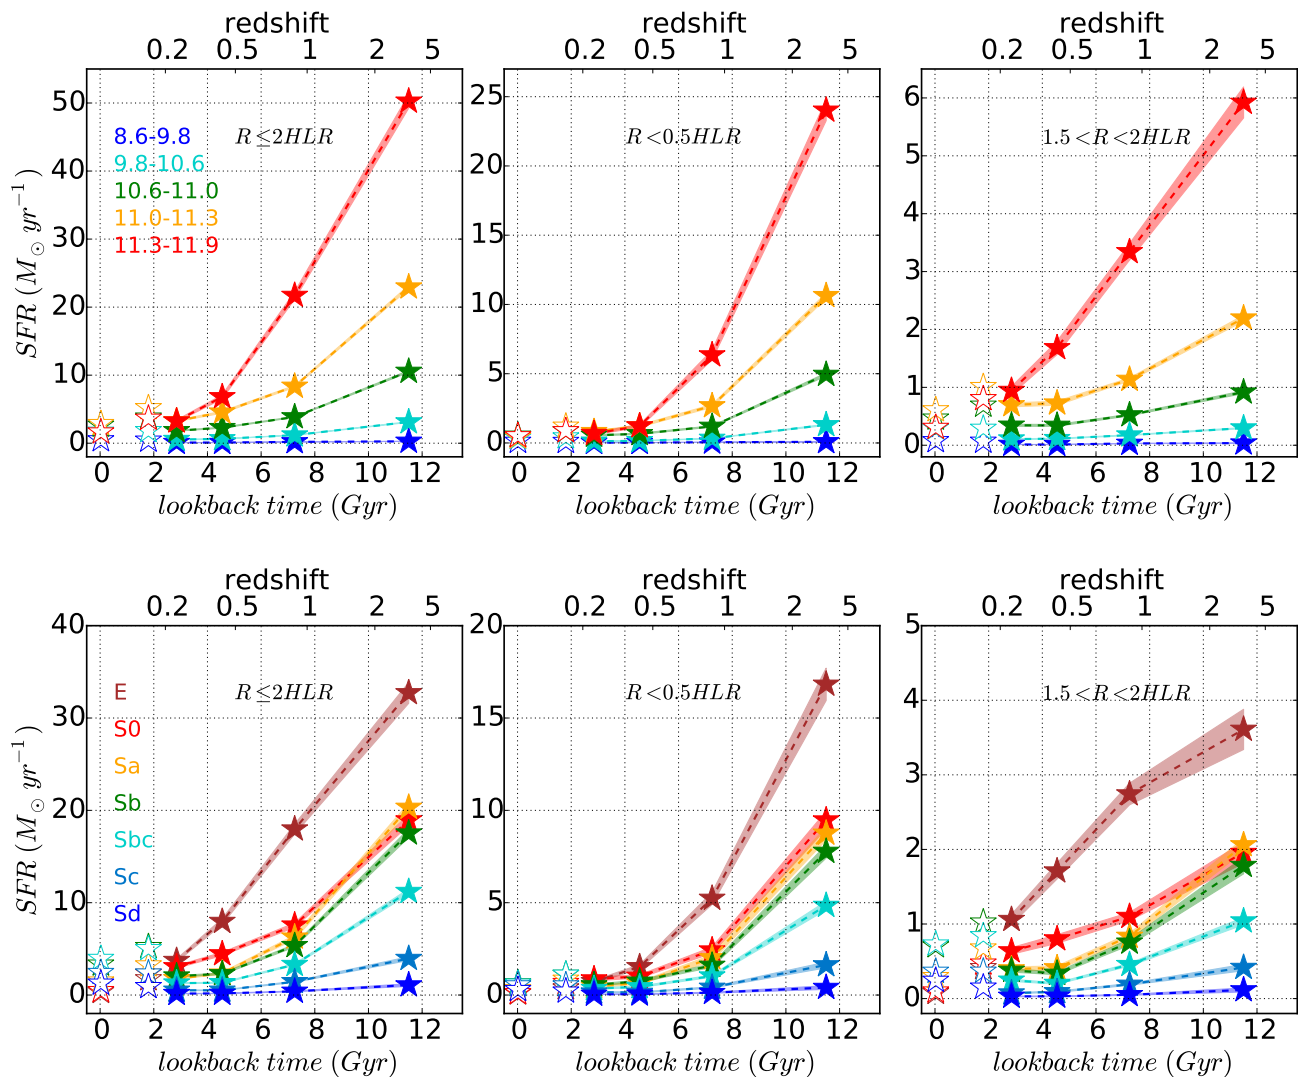 redshift redshift redshift
0.2 0.5 1 2 5 0.2 0.5 1 2 5 0.2 0.5 1 2 5
SFR (M⊙ yr⁻¹)
50
40
30
20
10
0
8.6-9.8
9.8-10.6
10.6-11.0
11.0-11.3
11.3-11.9
R ≤ 2HLR
25
20
15
10
5
0
R < 0.5HLR
6
5
4
3
2
1
0
1.5 < R < 2HLR
0 2 4 6 8 10 12 0 2 4 6 8 10 12 0 2 4 6 8 10 12
lookback time (Gyr) lookback time (Gyr) lookback time (Gyr)
redshift redshift redshift
0.2 0.5 1 2 5 0.2 0.5 1 2 5 0.2 0.5 1 2 5
SFR (M⊙ yr⁻¹)
40
30
20
10
0
E
S0
Sa
Sb
Sbc
Sc
Sd
R ≤ 2HLR
20
15
10
5
0
R < 0.5HLR
5
4
3
2
1
0
1.5 < R < 2HLR
0 2 4 6 8 10 12 0 2 4 6 8 10 12 0 2 4 6 8 10 12
lookback time (Gyr) lookback time (Gyr) lookback time (Gyr)